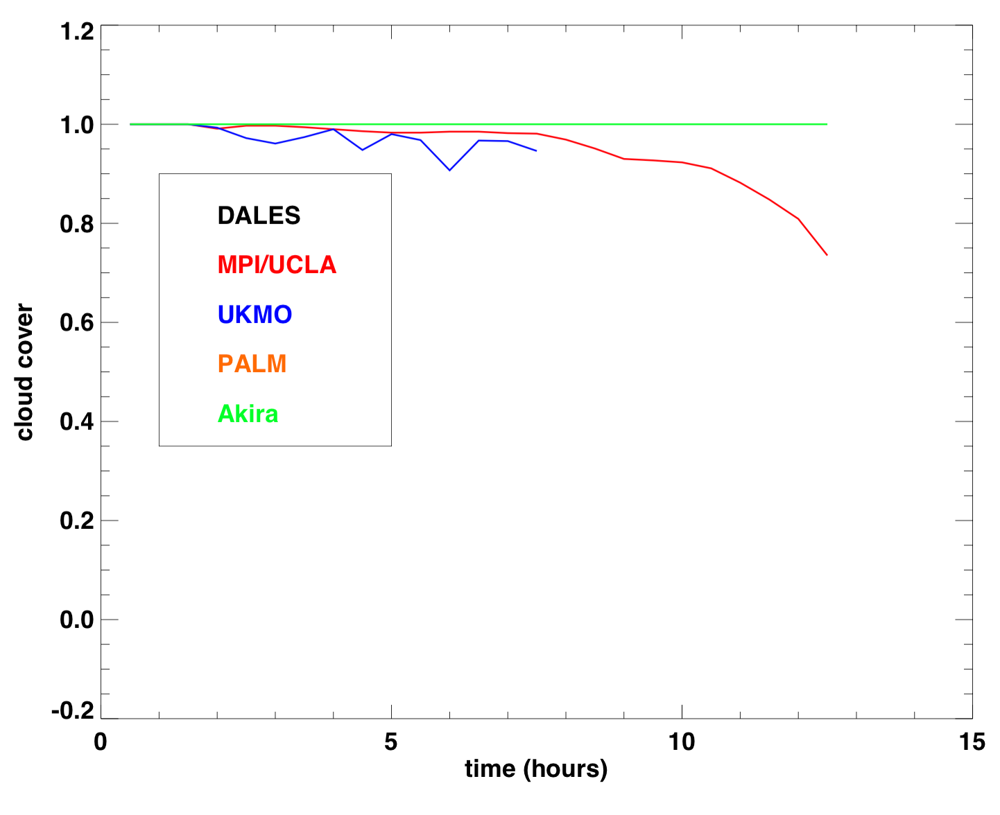 1.2
1.0
0.8
0.6
0.4
0.2
0.0
-0.2
cloud cover
DALES
MPI/UCLA
UKMO
PALM
Akira
0 5 10 15
time (hours)